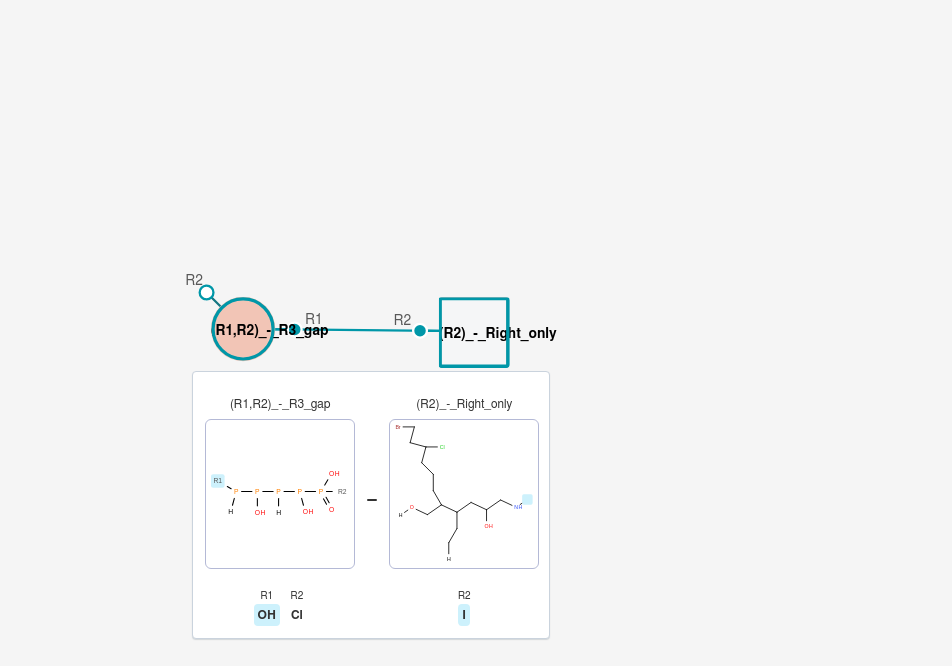 R2
R1
R2
(R1,R2)_-_R3_gap
(R2)_-_Right_only
(R1,R2)_-_R3_gap
(R2)_-_Right_only
R1
P
P
P
P
P
R2
H
OH
H
OH
O
OH
Br
Cl
H
O
OH
NH
H
R1
R2
R2
OH
Cl
I